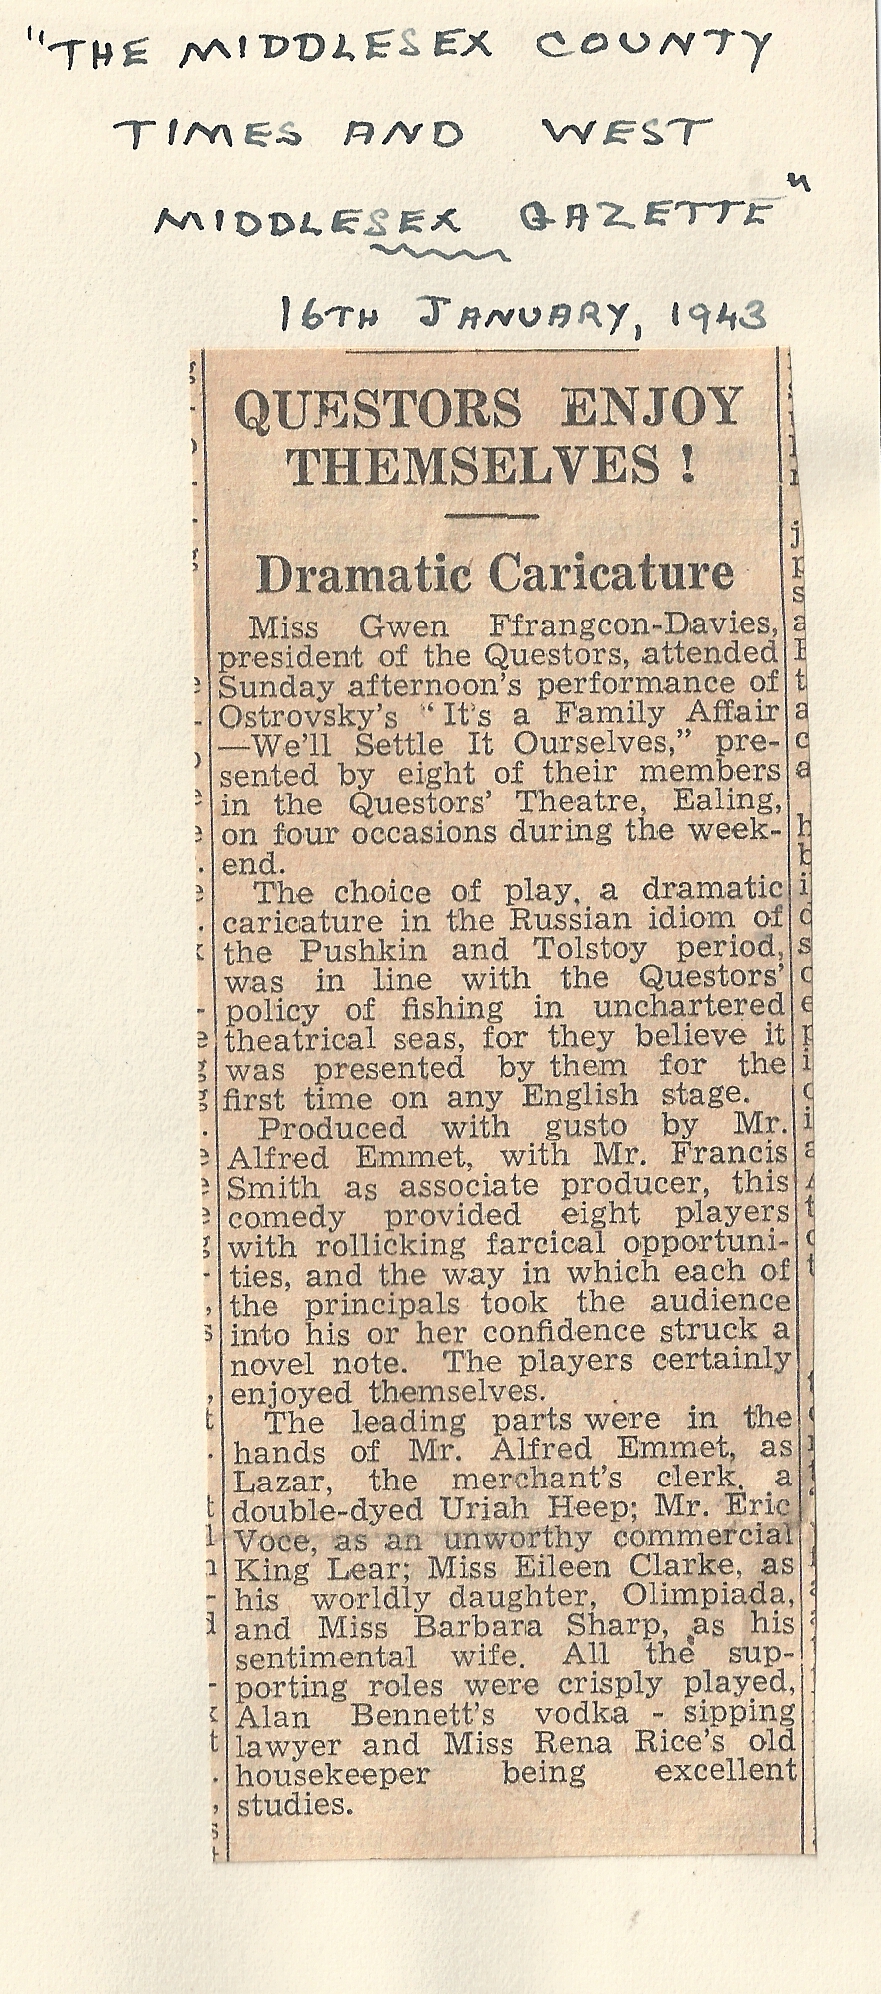 "THE MIDDLESEX COUNTY
TIMES AND WEST
MIDDLESEX GAZETTE"
16TH JANUARY, 1943
QUESTORS ENJOY
THEMSELVES !
Dramatic Caricature
Miss Gwen Ffrangcon-Davies,
president of the Questors, attended
Sunday afternoon's performance of
Ostrovsky's "It's a Family Affair
—We'll Settle It Ourselves," pre-
sented by eight of their members
in the Questors' Theatre, Ealing,
on four occasions during the week-
end.
The choice of play, a dramatic
caricature in the Russian idiom of
the Pushkin and Tolstoy period,
was in line with the Questors'
policy of fishing in unchartered
theatrical seas, for they believe it
was presented by them for the
first time on any English stage.
Produced with gusto by Mr.
Alfred Emmet, with Mr. Francis
Smith as associate producer, this
comedy provided eight players
with rollicking farcical opportuni-
ties, and the way in which each of
the principals took the audience
into his or her confidence struck a
novel note. The players certainly
enjoyed themselves.
The leading parts were in the
hands of Mr. Alfred Emmet, as
Lazar, the merchant's clerk, a
double-dyed Uriah Heep; Mr. Eric
Voce, as an unworthy commercial
King Lear; Miss Eileen Clarke, as
his worldly daughter, Olimpiada,
and Miss Barbara Sharp, as his
sentimental wife. All the sup-
porting roles were crisply played,
Alan Bennett's vodka - sipping
lawyer and Miss Rena Rice's old
housekeeper being excellent
studies.